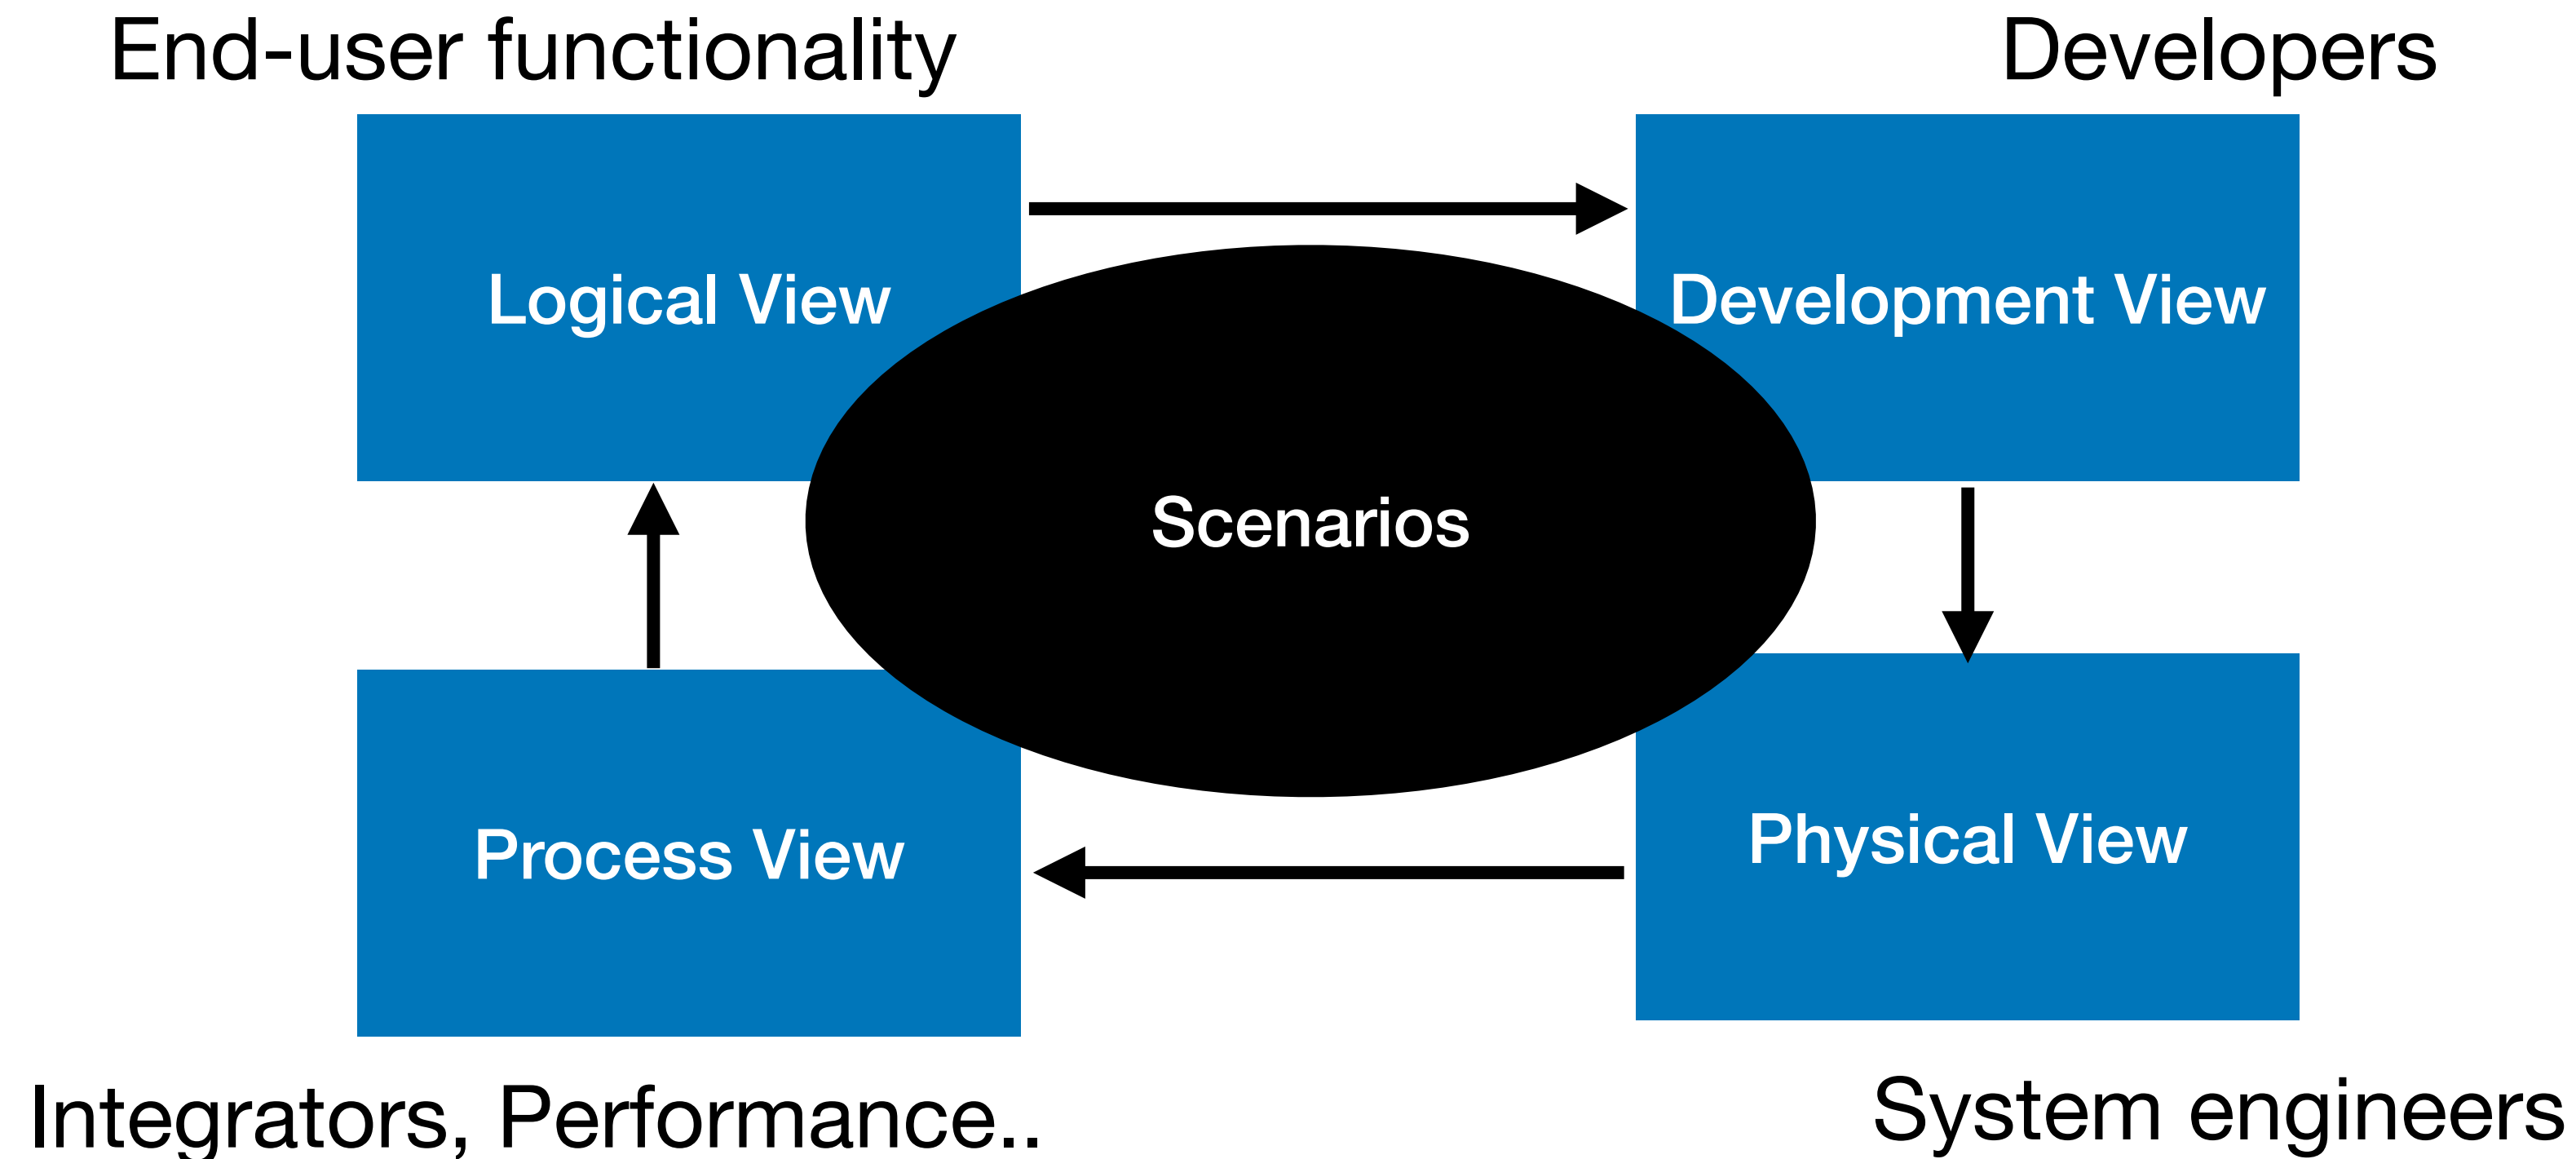 End-user functionality
Developers
Logical View
Development View
Scenarios
Process View
Physical View
Integrators, Performance..
System engineers